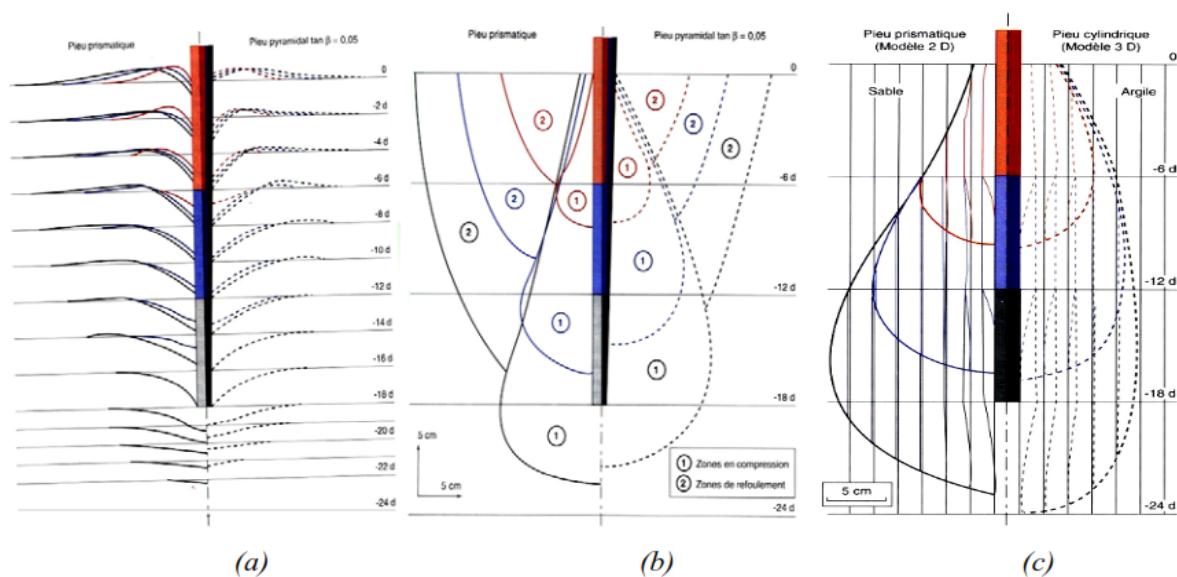 Pieu prismatique
Pieu pyramidal tan β = 0,05
0
-2 d
-4 d
-6 d
-8 d
-10 d
-12 d
-14 d
-16 d
-18 d
-20 d
-22 d
-24 d
(a)
Pieu prismatique
Pieu pyramidal tan β = 0,05
0
2
2
2
2
1
-6 d
2
1
2
1
-12 d
1
1
-18 d
1
5 cm
5 cm
1 Zones en compression
2 Zones de refoulement
-24 d
(b)
Pieu prismatique
(Modèle 2 D)
Pieu cylindrique
(Modèle 3 D)
0
Sable
Argile
-6 d
-12 d
-18 d
5 cm
-24 d
(c)